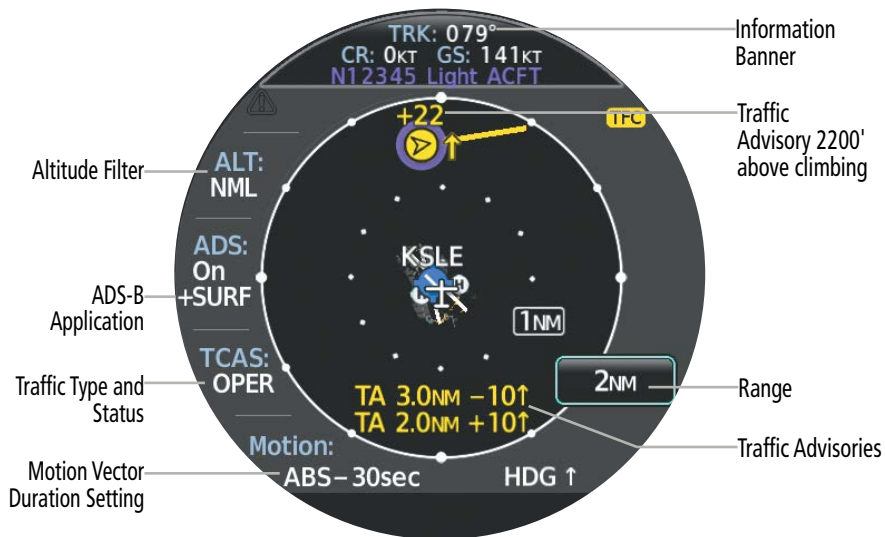 TRK: 079°
CR: 0KT GS: 141KT
N12345 Light ACFT
Information
Banner
+22
↑
TFC
Traffic
Advisory 2200'
above climbing
Altitude Filter
ALT:
NML
KSLE
ADS:
On
+SURF
ADS-B
Application
H
1NM
TCAS:
OPER
Traffic Type and
Status
2NM
Range
TA 3.0NM −10↑
TA 2.0NM +10↑
Traffic Advisories
Motion:
ABS–30sec
HDG ↑
Motion Vector
Duration Setting